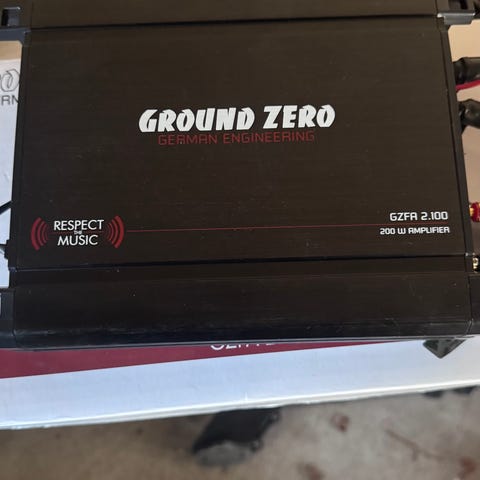 GROUND ZERO
GERMAN ENGINEERING
RESPECT
THE
MUSIC
GZFA 2.100
200 W AMPLIFIER